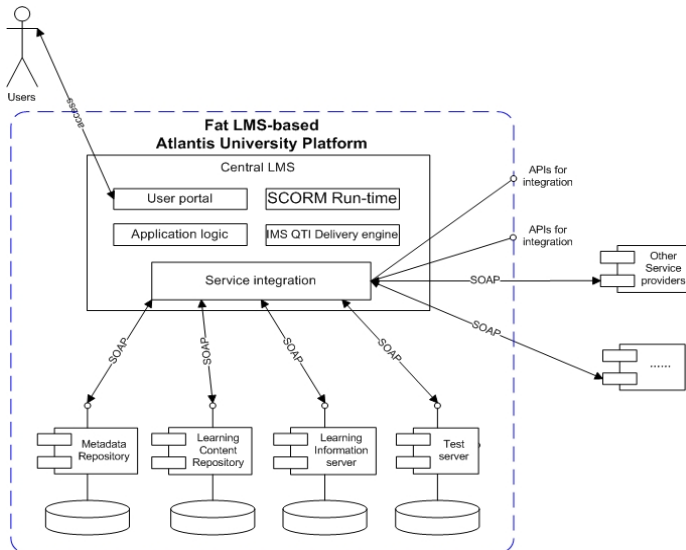 Users
access
Fat LMS-based
Atlantis University Platform
Central LMS
User portal
SCORM Run-time
Application logic
IMS QTI Delivery engine
Service integration
APIs for
integration
APIs for
integration
SOAP
Other
Service
providers
SOAP
......
SOAP
SOAP
SOAP
SOAP
Metadata
Repository
Learning
Content
Repository
Learning
Information
server
Test
server